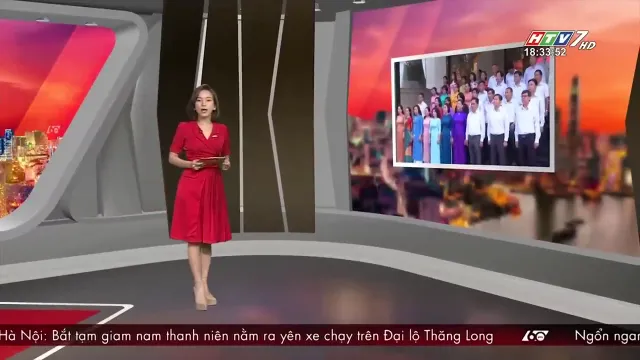 HTV7 HD
18:33:52
Hà Nội: Bắt tạm giam nam thanh niên nằm ra yên xe chạy trên Đại lộ Thăng Long 60 Ngổn ngan